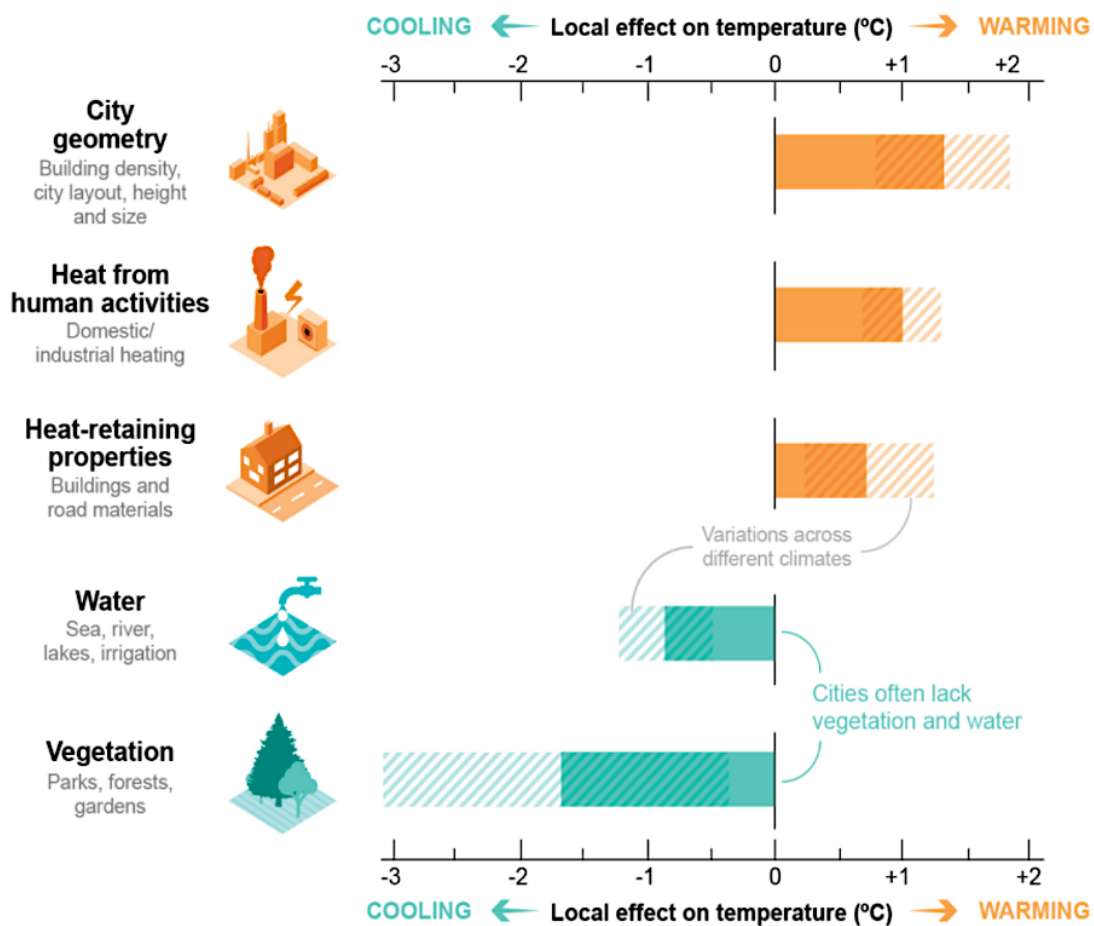 COOLING Local effect on temperature (ºC) WARMING
-3 -2 -1 0 +1 +2
City
geometry
Building density,
city layout, height
and size
Heat from
human activities
Domestic/
industrial heating
Heat-retaining
properties
Buildings and
road materials
Variations across
different climates
Water
Sea, river,
lakes, irrigation
Cities often lack
vegetation and water
Vegetation
Parks, forests,
gardens
-3 -2 -1 0 +1 +2
COOLING Local effect on temperature (ºC) WARMING